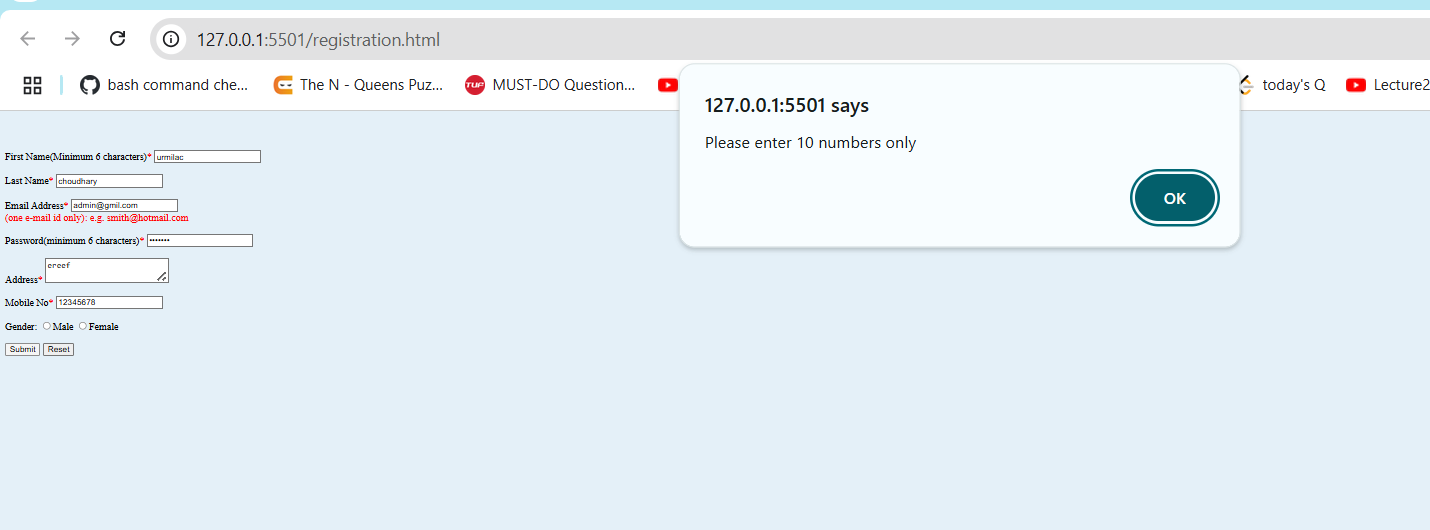 127.0.0.1:5501/registration.html
bash command che... The N - Queens Puz... MUST-DO Question... today's Q Lecture2
127.0.0.1:5501 says
Please enter 10 numbers only
OK
First Name(Minimum 6 characters)* urmilac
Last Name* choudhary
Email Address* admin@gmil.com
(one e-mail id only): e.g. smith@hotmail.com
Password(minimum 6 characters)* •••••••
Address* ereef
Mobile No* 12345678
Gender: Male Female
Submit Reset